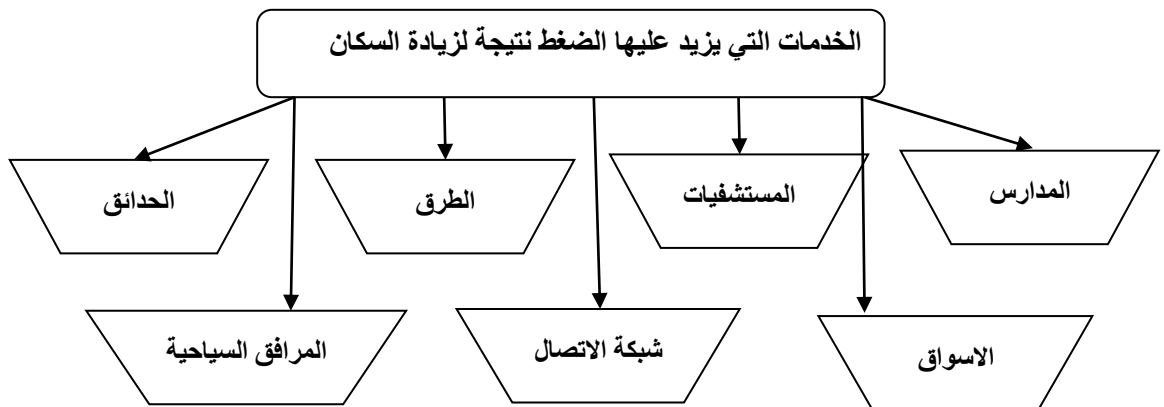 الخدمات التي يزيد عليها الضغط نتيجة لزيادة السكان
المدارس
المستشفيات
الطرق
الحدائق
الاسواق
شبكة الاتصال
المرافق السياحية